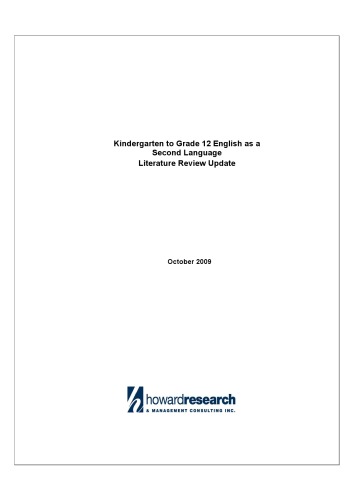 Kindergarten to Grade 12 English as a
Second Language
Literature Review Update
October 2009
howardresearch
& MANAGEMENT CONSULTING INC.